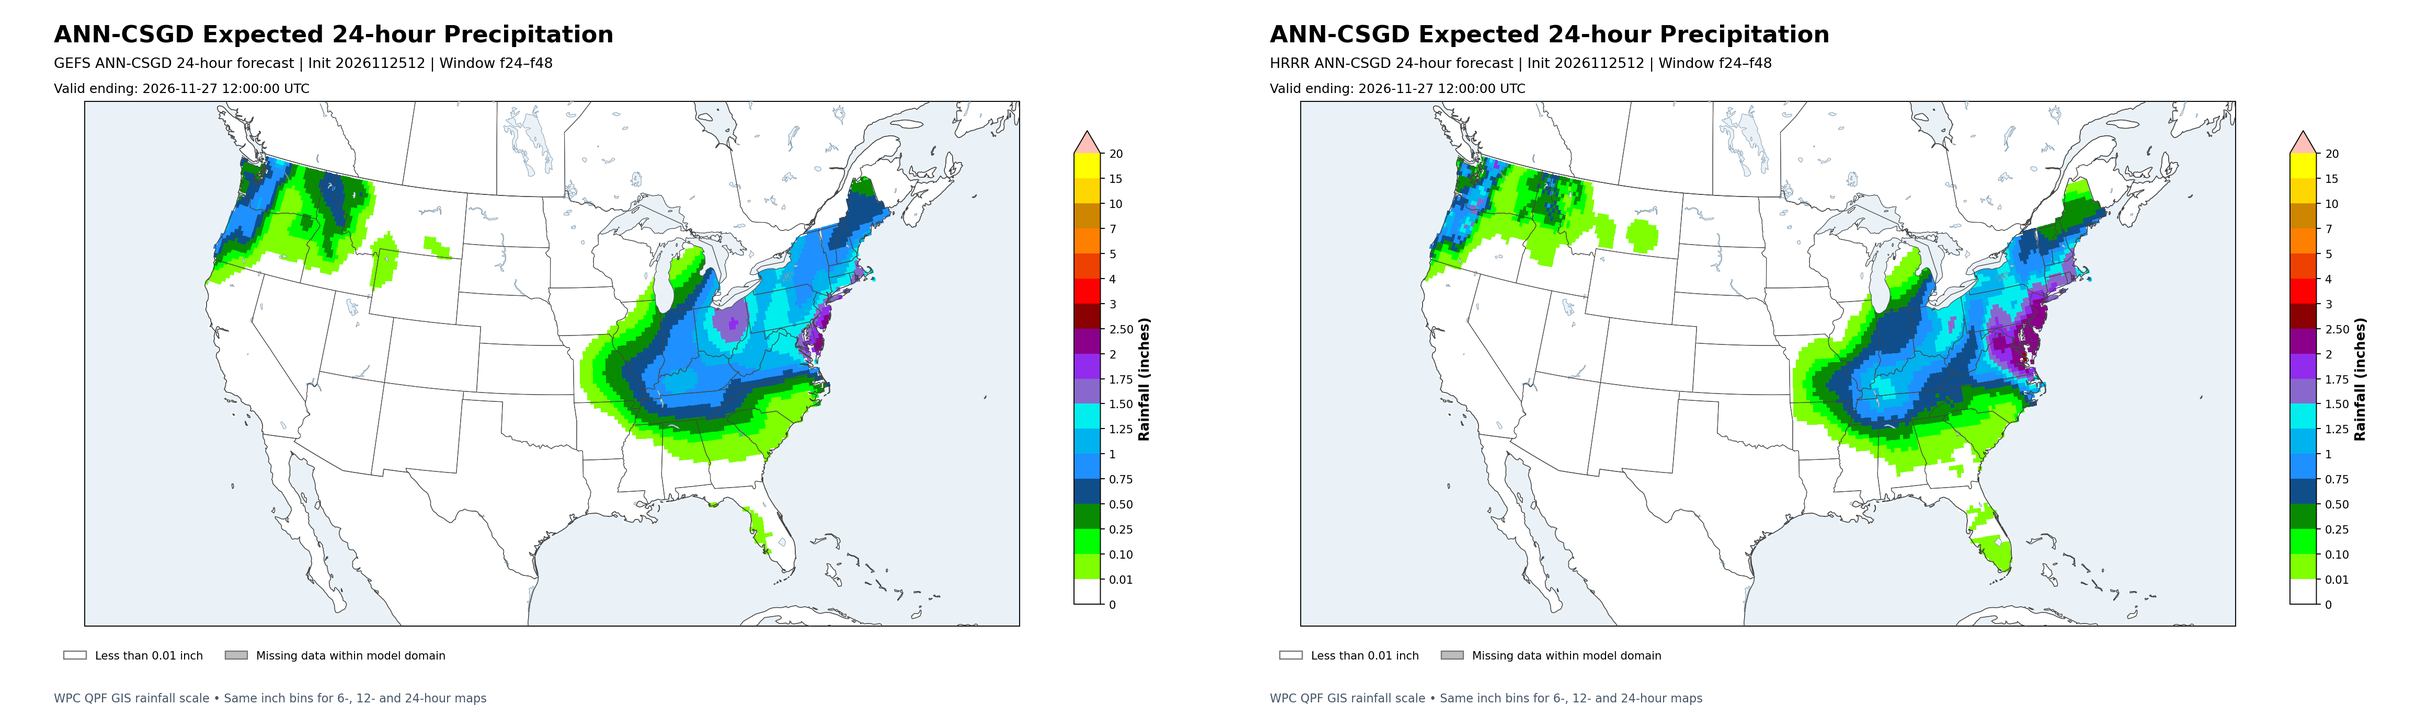 ANN-CSGD Expected 24-hour Precipitation
GEFS ANN-CSGD 24-hour forecast | Init 2026112512 | Window f24–f48
Valid ending: 2026-11-27 12:00:00 UTC
20
15
10
7
5
4
3
2.50
2
1.75
1.50
1.25
1
0.75
0.50
0.25
0.10
0.01
0
Rainfall (inches)
Less than 0.01 inch
Missing data within model domain
WPC QPF GIS rainfall scale • Same inch bins for 6-, 12- and 24-hour maps
ANN-CSGD Expected 24-hour Precipitation
HRRR ANN-CSGD 24-hour forecast | Init 2026112512 | Window f24–f48
Valid ending: 2026-11-27 12:00:00 UTC
20
15
10
7
5
4
3
2.50
2
1.75
1.50
1.25
1
0.75
0.50
0.25
0.10
0.01
0
Rainfall (inches)
Less than 0.01 inch
Missing data within model domain
WPC QPF GIS rainfall scale • Same inch bins for 6-, 12- and 24-hour maps